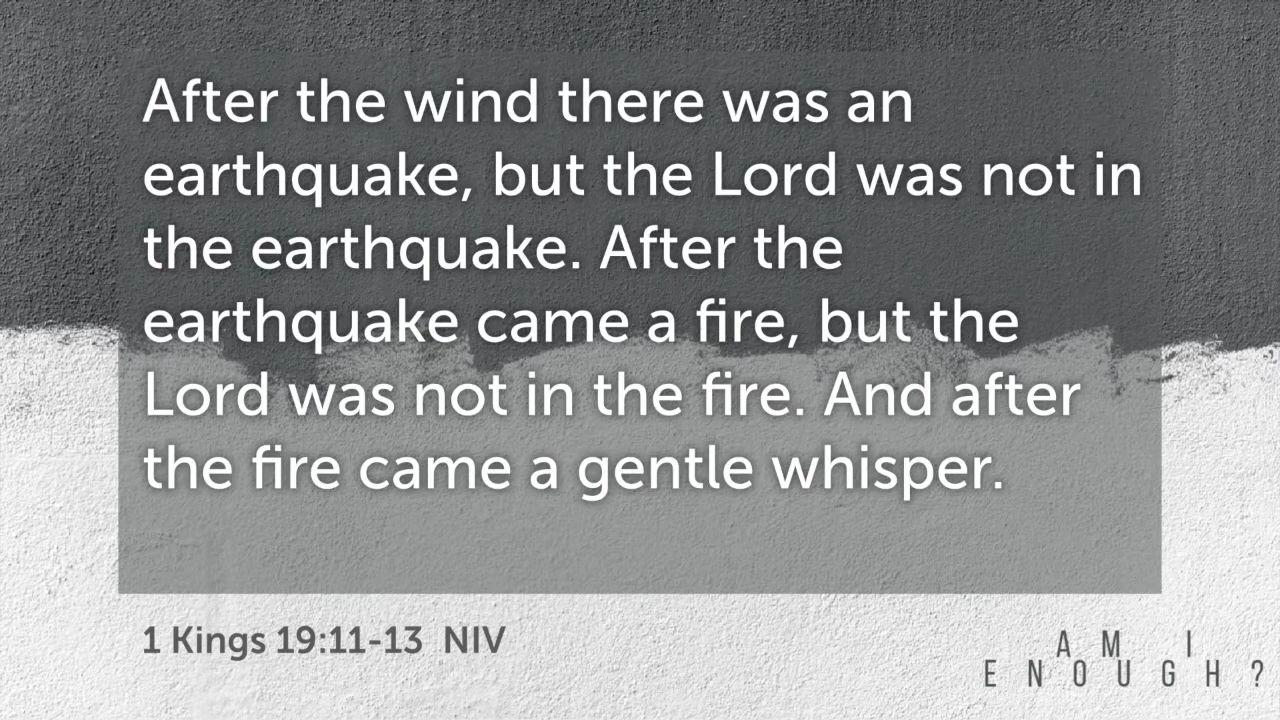 After the wind there was an
earthquake, but the Lord was not in
the earthquake. After the
earthquake came a fire, but the
Lord was not in the fire. And after
the fire came a gentle whisper.
1 Kings 19:11-13 NIV
AM I
ENOUGH?